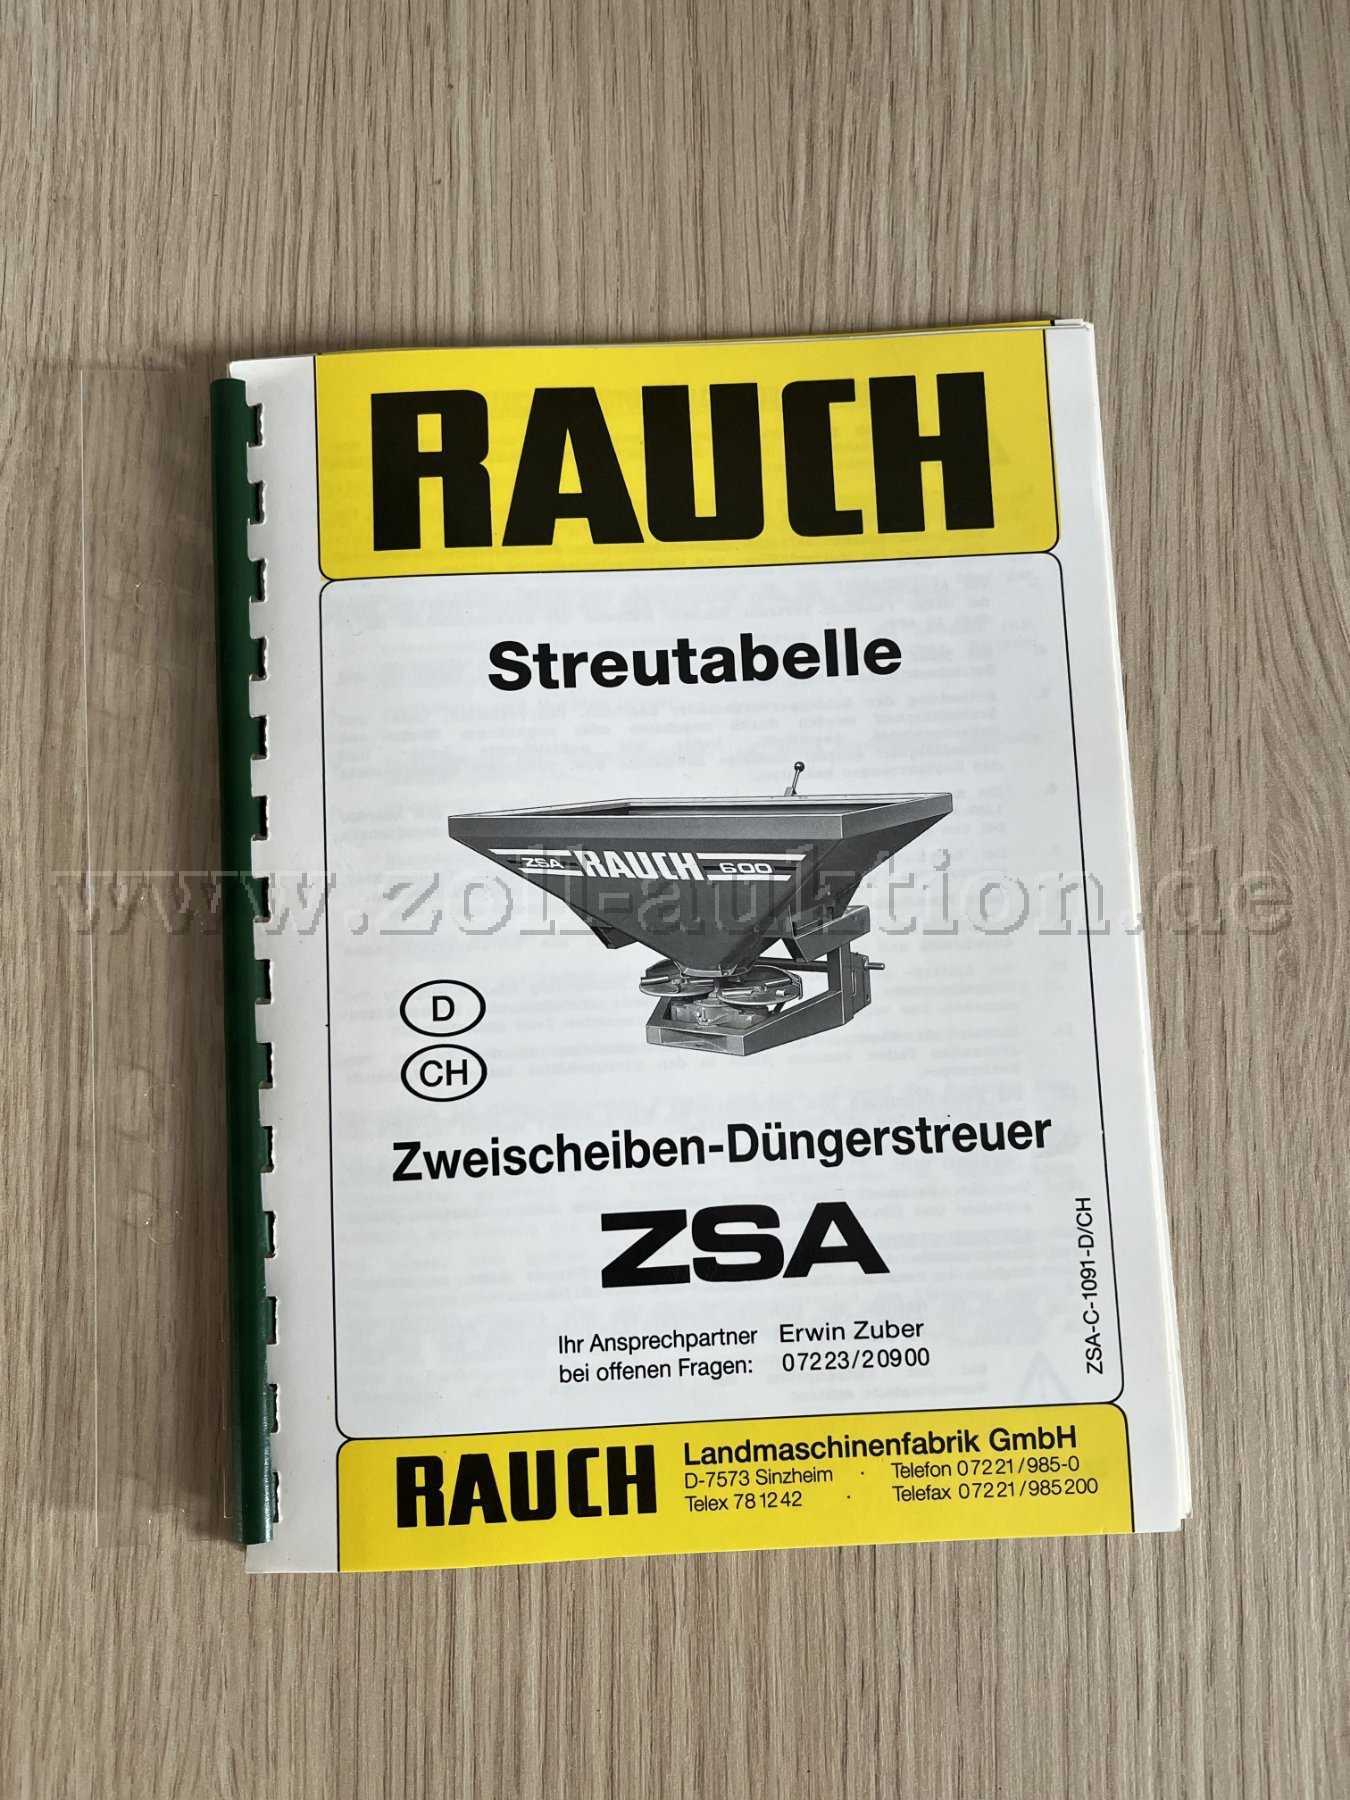 RAUCH
Streutabelle
ZSA RAUCH 600
www.zoll-auktion.de
D
CH
Zweischeiben-Düngerstreuer
ZSA
Ihr Ansprechpartner Erwin Zuber
bei offenen Fragen: 07223/20900
ZSA-C-1091-D/CH
RAUCH
Landmaschinenfabrik GmbH
D-7573 Sinzheim · Telefon 07221/985-0
Telex 781242 · Telefax 07221/985200